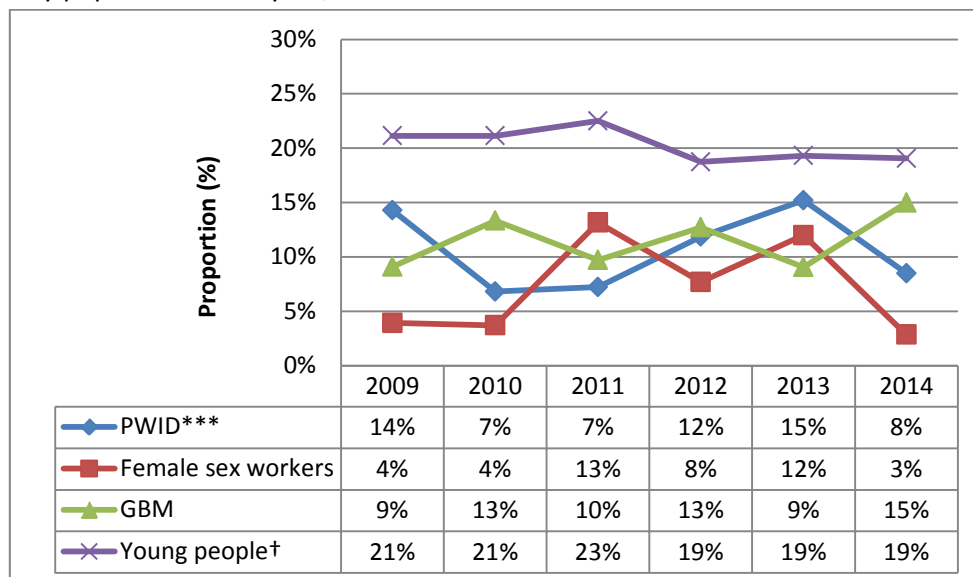 30%
25%
20%
15%
10%
5%
0%
Proportion (%)
2009 2010 2011 2012 2013 2014
PWID*** 14% 7% 7% 12% 15% 8%
Female sex workers 4% 4% 13% 8% 12% 3%
GBM 9% 13% 10% 13% 9% 15%
Young people† 21% 21% 23% 19% 19% 19%